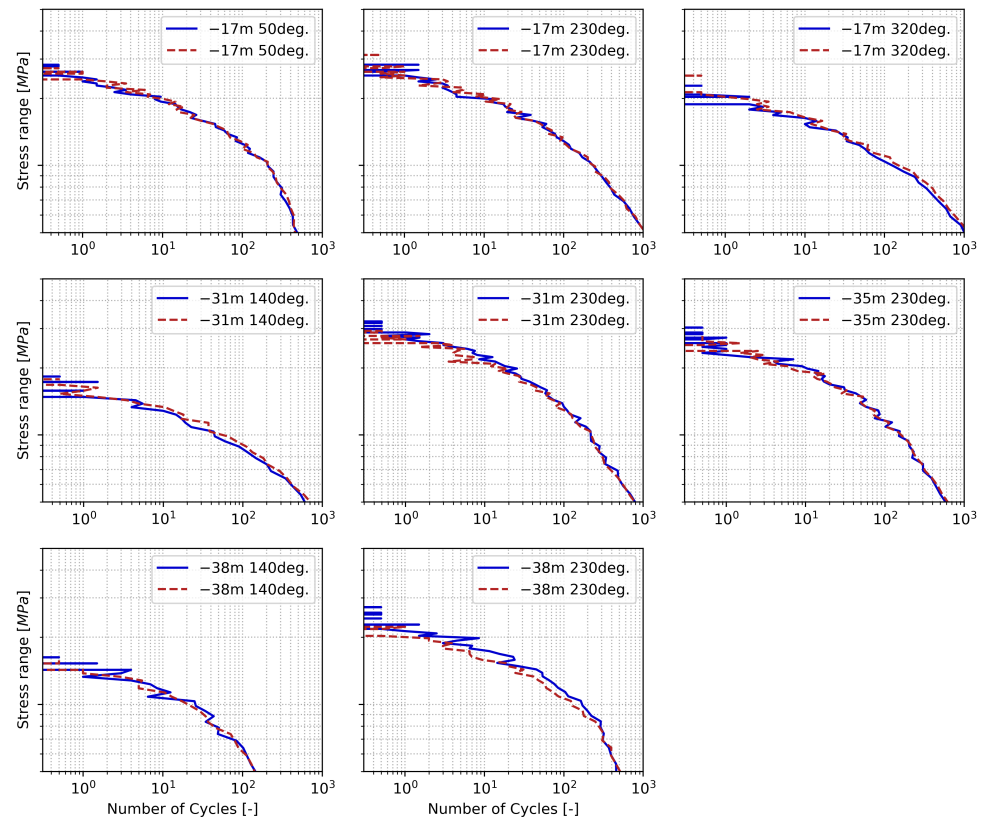 Stress range [MPa]
−17m 50deg.
−17m 50deg.
10⁰ 10¹ 10² 10³
−17m 230deg.
−17m 230deg.
10⁰ 10¹ 10² 10³
−17m 320deg.
−17m 320deg.
10⁰ 10¹ 10² 10³
Stress range [MPa]
−31m 140deg.
−31m 140deg.
10⁰ 10¹ 10² 10³
−31m 230deg.
−31m 230deg.
10⁰ 10¹ 10² 10³
−35m 230deg.
−35m 230deg.
10⁰ 10¹ 10² 10³
Stress range [MPa]
−38m 140deg.
−38m 140deg.
10⁰ 10¹ 10² 10³
Number of Cycles [-]
−38m 230deg.
−38m 230deg.
10⁰ 10¹ 10² 10³
Number of Cycles [-]